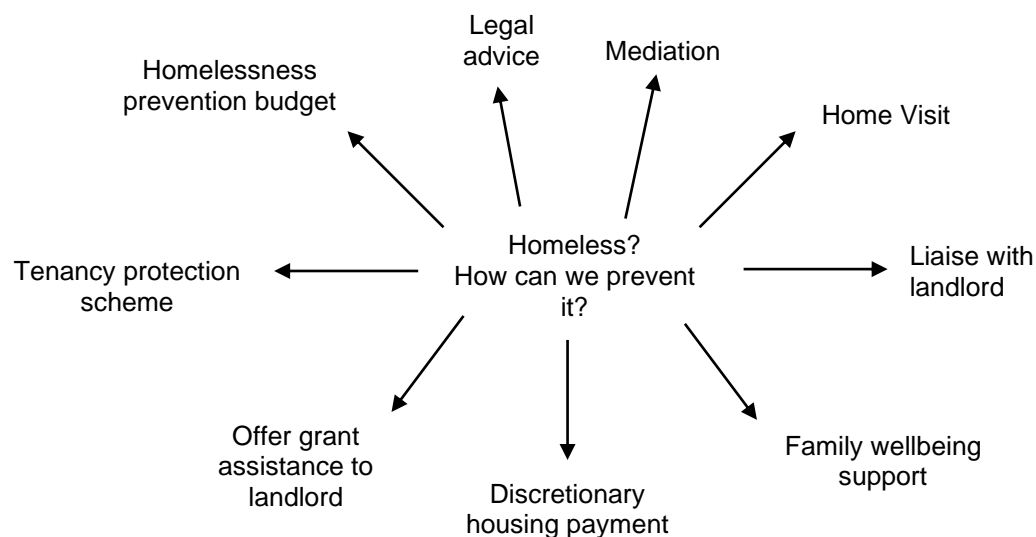 Legal
advice
Mediation
Homelessness
prevention budget
Home Visit
Homeless?
How can we prevent
it?
Tenancy protection
scheme
Liaise with
landlord
Offer grant
assistance to
landlord
Discretionary
housing payment
Family wellbeing
support